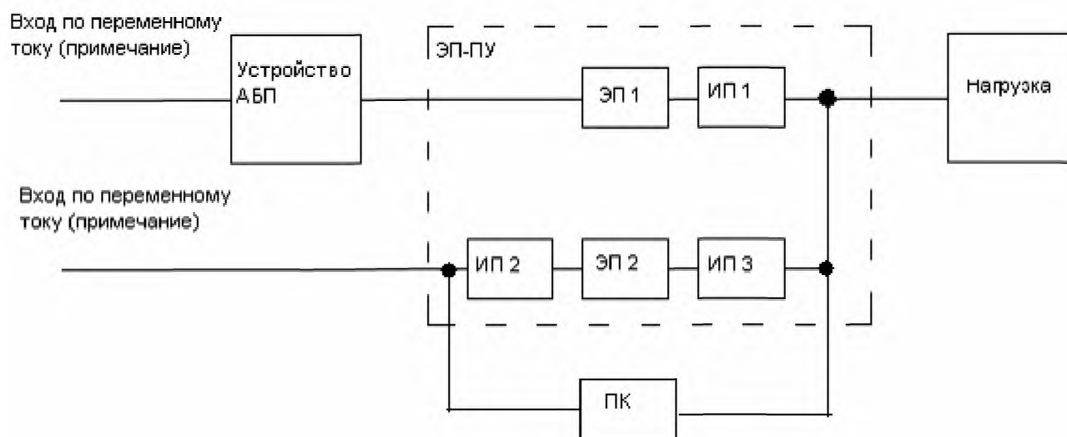 Вход по переменному
току (примечание)
Устройство
АБП
ЭП-ПУ
ЭП 1
ИП 1
Нагрузка
Вход по переменному
току (примечание)
ИП 2
ЭП 2
ИП 3
ПК